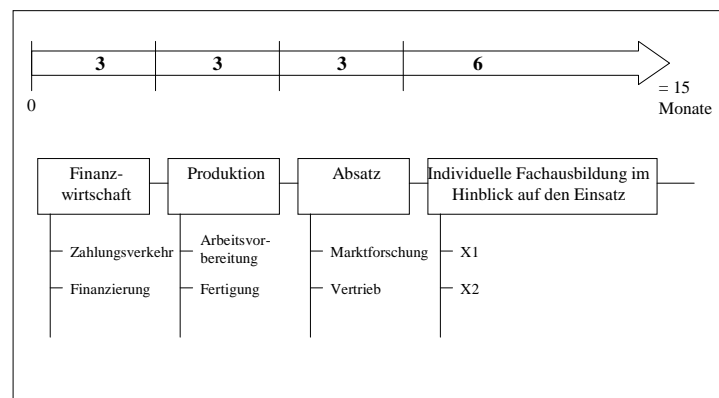 3 3 3 6
0
= 15
Monate
Finanz-
wirtschaft
Produktion
Absatz
Individuelle Fachausbildung im
Hinblick auf den Einsatz
Zahlungsverkehr
Finanzierung
Arbeitsvor-
bereitung
Fertigung
Marktforschung
Vertrieb
X1
X2